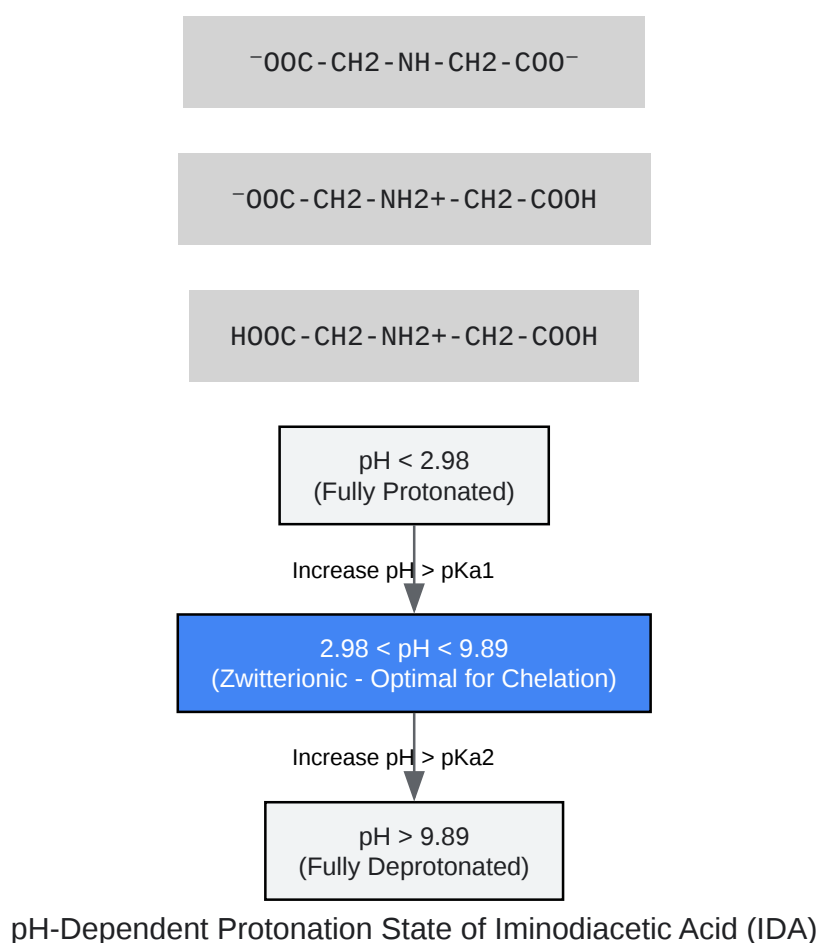 ⁻OOC-CH2-NH-CH2-COO⁻
⁻OOC-CH2-NH2+-CH2-COOH
HOOC-CH2-NH2+-CH2-COOH
pH < 2.98
(Fully Protonated)
Increase pH > pKa1
2.98 < pH < 9.89
(Zwitterionic - Optimal for Chelation)
Increase pH > pKa2
pH > 9.89
(Fully Deprotonated)
pH-Dependent Protonation State of Iminodiacetic Acid (IDA)